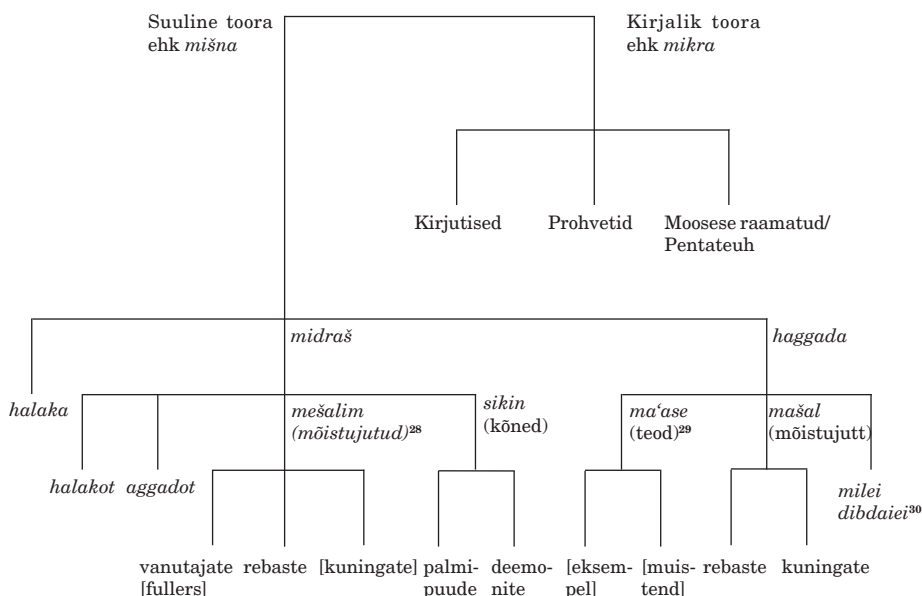 Suuline toora
ehk mišna
Kirjalik toora
ehk mikra
Kirjutised
Prohvetid
Moosese raamatud/
Pentateuh
midraš
haggada
halaka
mešalim
(mõistujutud)28
sikin
(kõned)
ma‘ase
(teod)29
mašal
(mõistujutt)
halakot
aggadot
milei
dibdaiei30
vanutajate
[fullers]
rebaste
[kuningate]
palmi-
puude
deemo-
nite
[eksem-
pel]
[muis-
tend]
rebaste
kuningate